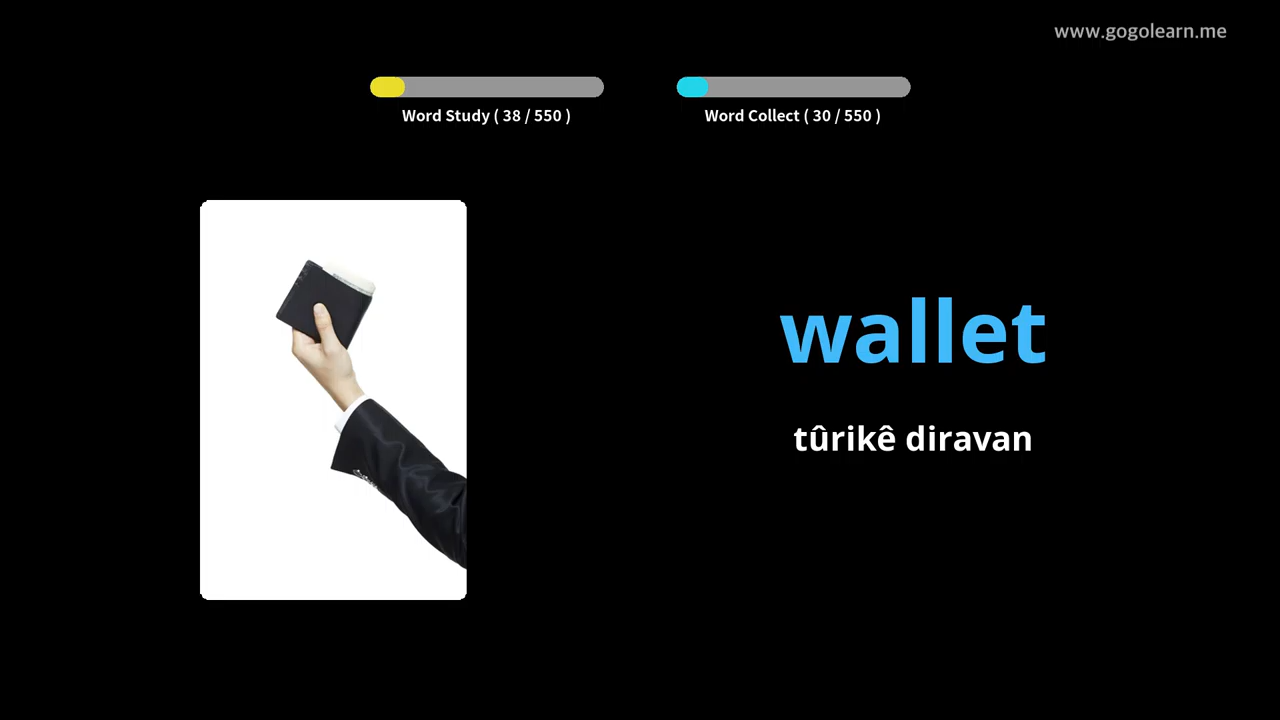 www.gogolearn.me
Word Study ( 38 / 550 )
Word Collect ( 30 / 550 )
wallet
tûrikê diravan